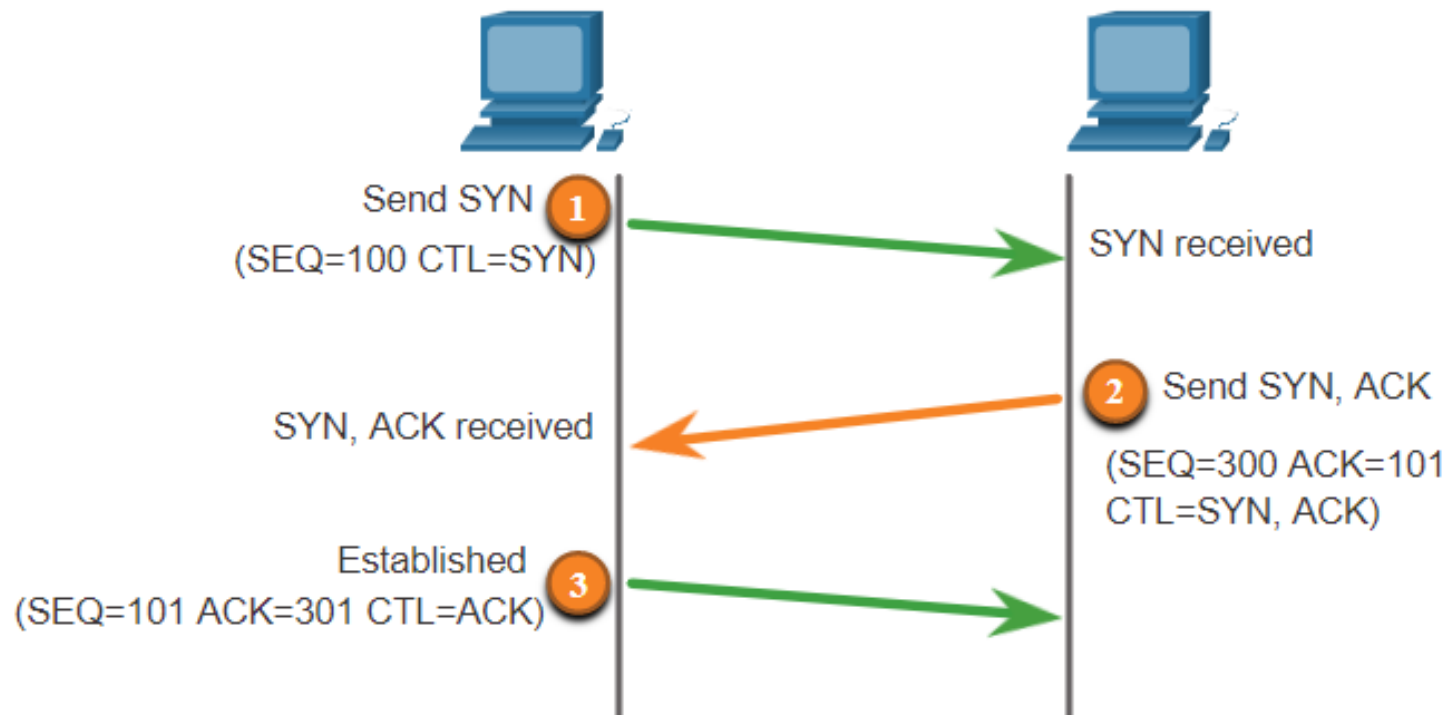 Send SYN 1
(SEQ=100 CTL=SYN)
SYN received
2 Send SYN, ACK
SYN, ACK received
(SEQ=300 ACK=101
CTL=SYN, ACK)
Established 3
(SEQ=101 ACK=301 CTL=ACK)